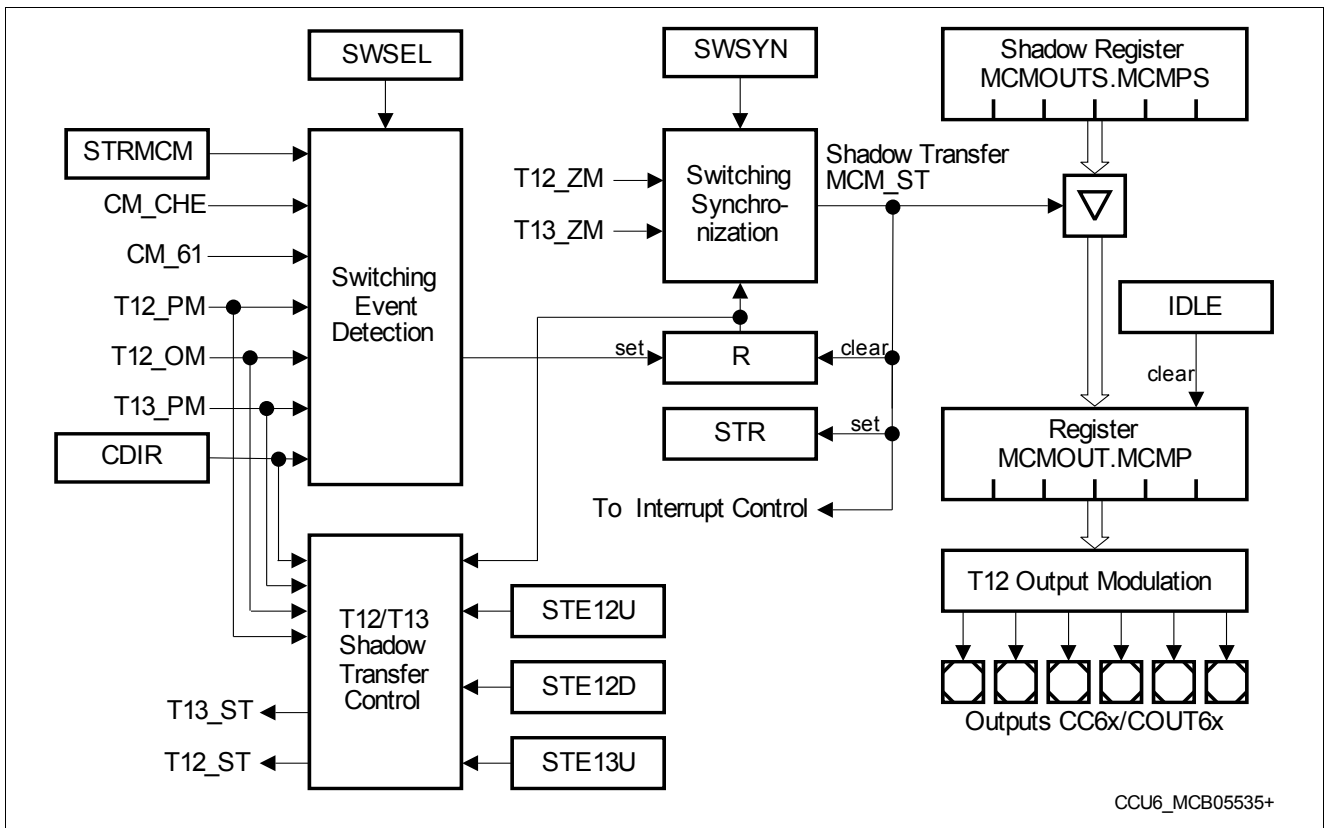 SWSEL
SWSYN
Shadow Register
MCMOUTS.MCMPS
STRMCM
CM_CHE
CM_61
T12_PM
T12_OM
T13_PM
CDIR
Switching
Event
Detection
T12_ZM
T13_ZM
Switching
Synchro-
nization
Shadow Transfer
MCM_ST
set
R
clear
STR
set
To Interrupt Control
IDLE
clear
Register
MCMOUT.MCMP
T12 Output Modulation
Outputs CC6x/COUT6x
T12/T13
Shadow
Transfer
Control
STE12U
STE12D
STE13U
T13_ST
T12_ST
CCU6_MCB05535+